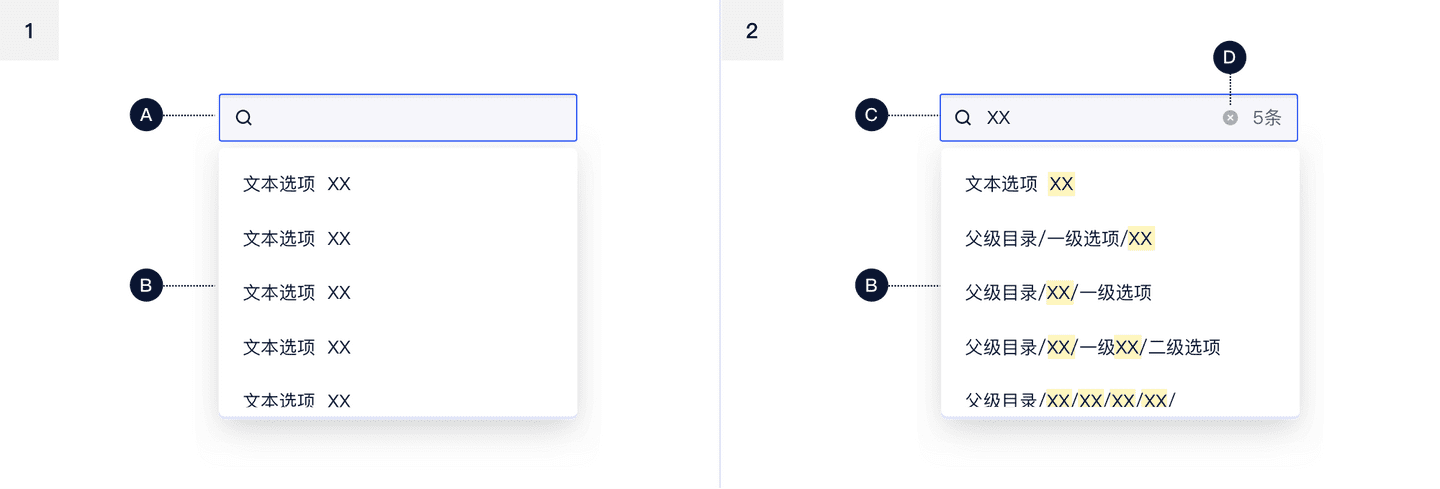 1
A
文本选项 XX
文本选项 XX
B
文本选项 XX
文本选项 XX
文本选项 XX
2
D
C
XX 5条
文本选项 XX
父级目录/一级选项/XX
B
父级目录/XX/一级选项
父级目录/XX/一级XX/二级选项
父级目录/XX/XX/XX/XX/